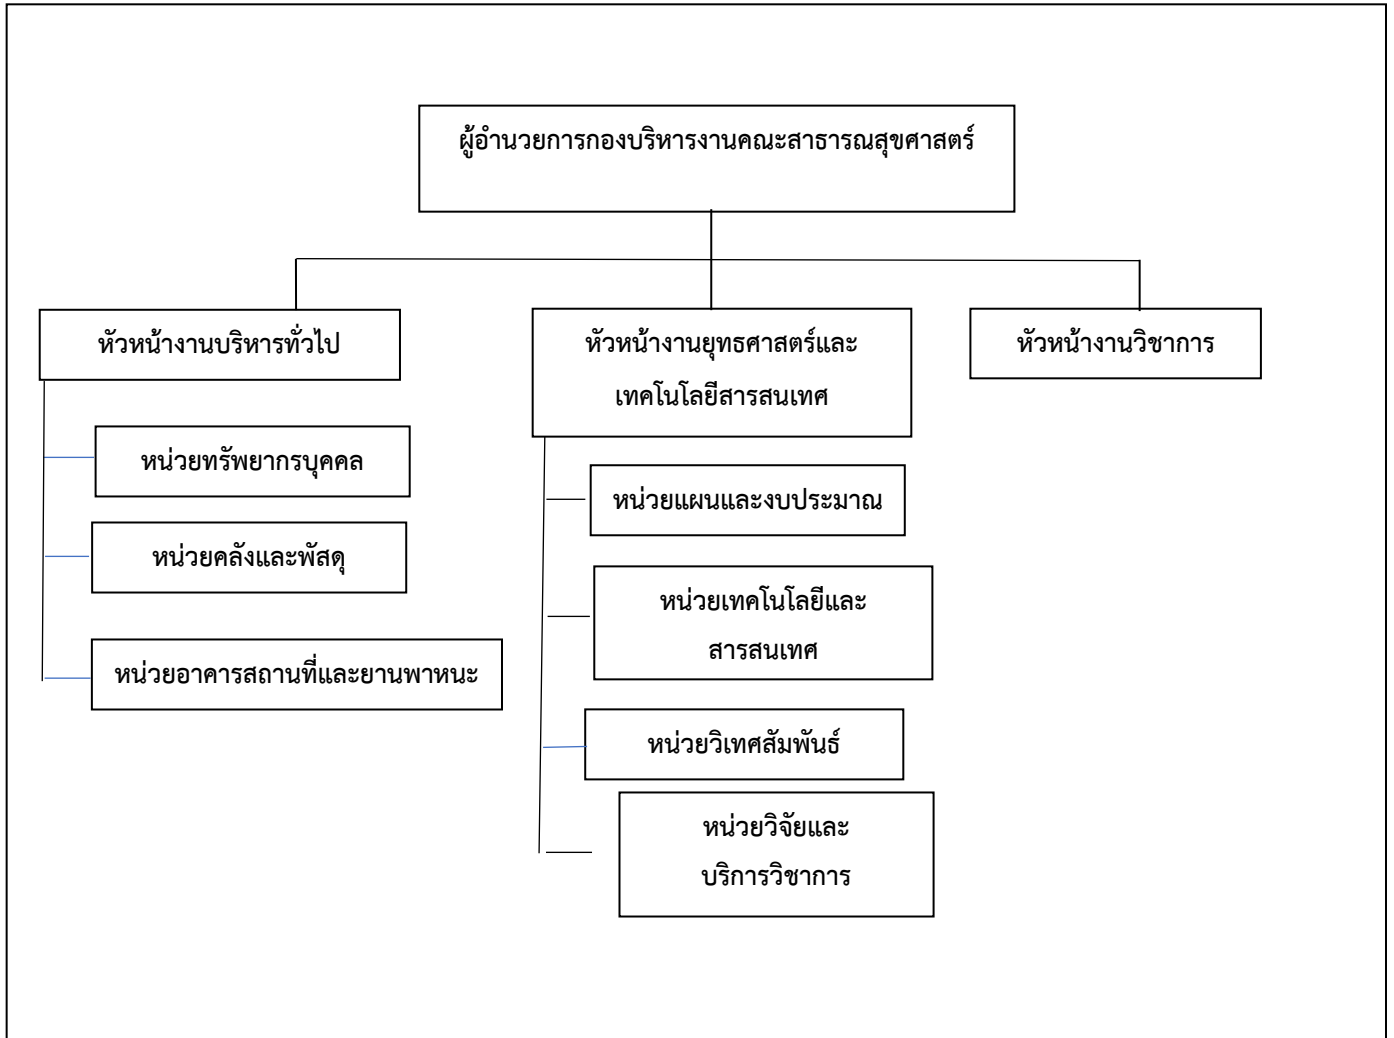 ผู้อำนวยการกองบริหารงานคณะสาธารณสุขศาสตร์
หัวหน้างานบริหารทั่วไป
หน่วยทรัพยากรบุคคล
หน่วยคลังและพัสดุ
หน่วยอาคารสถานที่และยานพาหนะ
หัวหน้างานยุทธศาสตร์และ
เทคโนโลยีสารสนเทศ
หน่วยแผนและงบประมาณ
หน่วยเทคโนโลยีและ
สารสนเทศ
หน่วยวิเทศสัมพันธ์
หน่วยวิจัยและ
บริการวิชาการ
หัวหน้างานวิชาการ